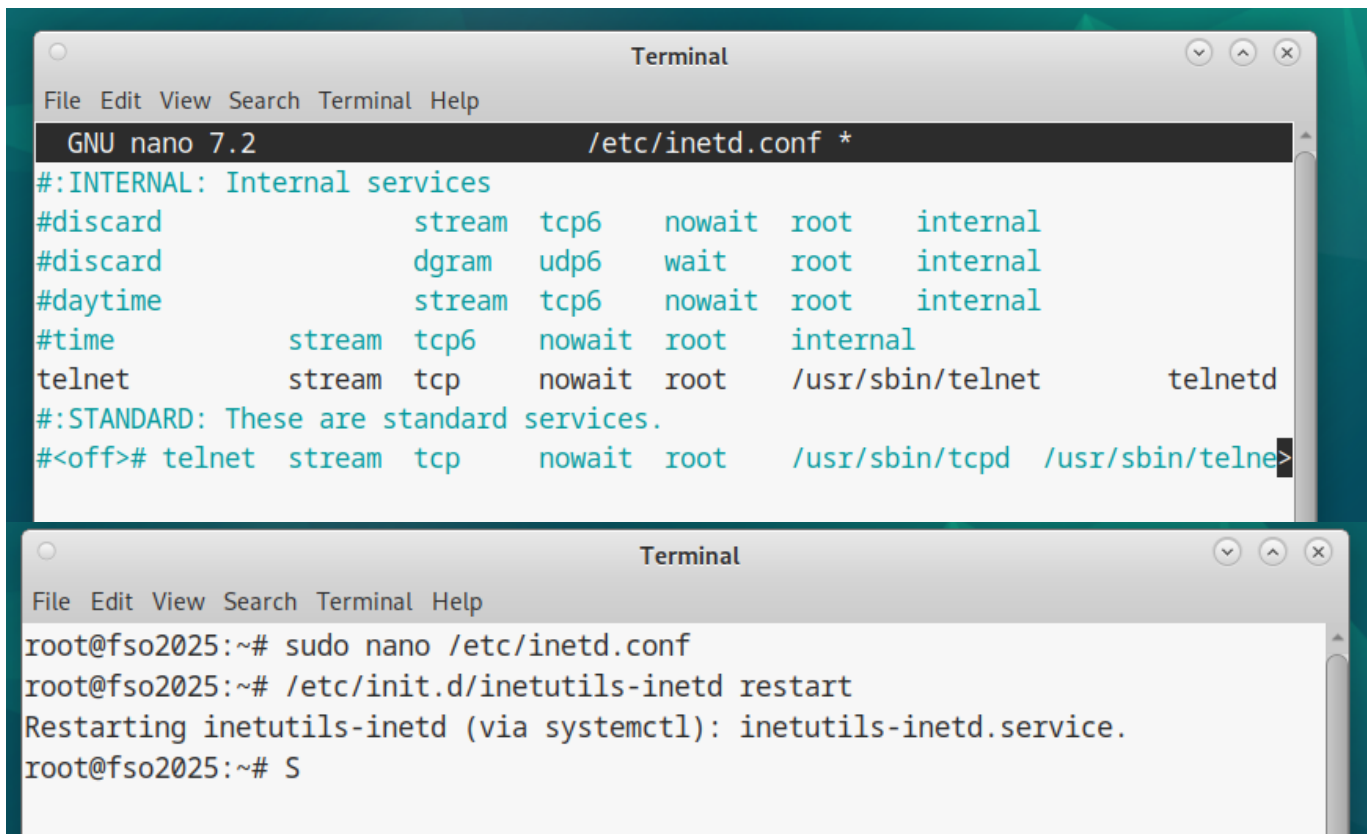 Terminal
File Edit View Search Terminal Help
GNU nano 7.2 /etc/inetd.conf *
#:INTERNAL: Internal services
#discard stream tcp6 nowait root internal
#discard dgram udp6 wait root internal
#daytime stream tcp6 nowait root internal
#time stream tcp6 nowait root internal
telnet stream tcp nowait root /usr/sbin/telnet telnetd
#:STANDARD: These are standard services.
#<off># telnet stream tcp nowait root /usr/sbin/tcpd /usr/sbin/telne>
Terminal
File Edit View Search Terminal Help
root@fso2025:~# sudo nano /etc/inetd.conf
root@fso2025:~# /etc/init.d/inetutils-inetd restart
Restarting inetutils-inetd (via systemctl): inetutils-inetd.service.
root@fso2025:~# S